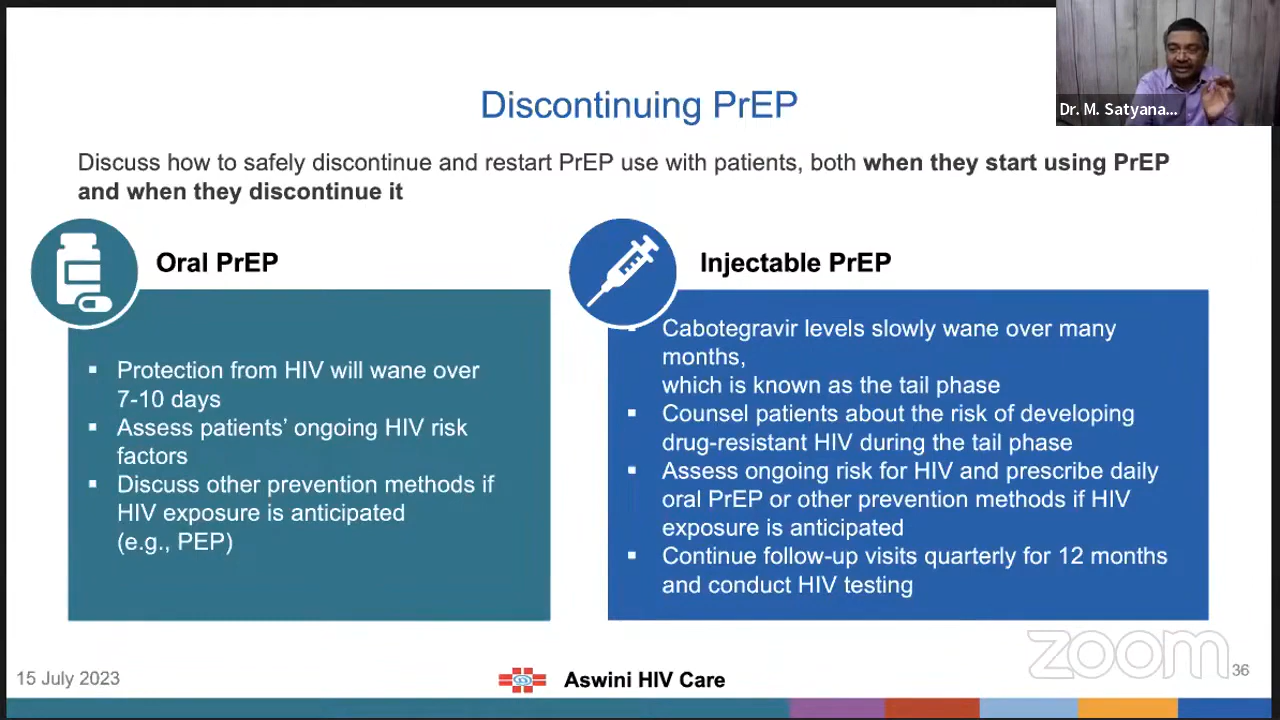 Discontinuing PrEP
Dr. M. Satyana...
Discuss how to safely discontinue and restart PrEP use with patients, both when they start using PrEP
and when they discontinue it
Oral PrEP
▪ Protection from HIV will wane over
7-10 days
▪ Assess patients’ ongoing HIV risk
factors
▪ Discuss other prevention methods if
HIV exposure is anticipated
(e.g., PEP)
Injectable PrEP
▪ Cabotegravir levels slowly wane over many
months,
which is known as the tail phase
▪ Counsel patients about the risk of developing
drug-resistant HIV during the tail phase
▪ Assess ongoing risk for HIV and prescribe daily
oral PrEP or other prevention methods if HIV
exposure is anticipated
▪ Continue follow-up visits quarterly for 12 months
and conduct HIV testing
zoom
15 July 2023
Aswini HIV Care
36